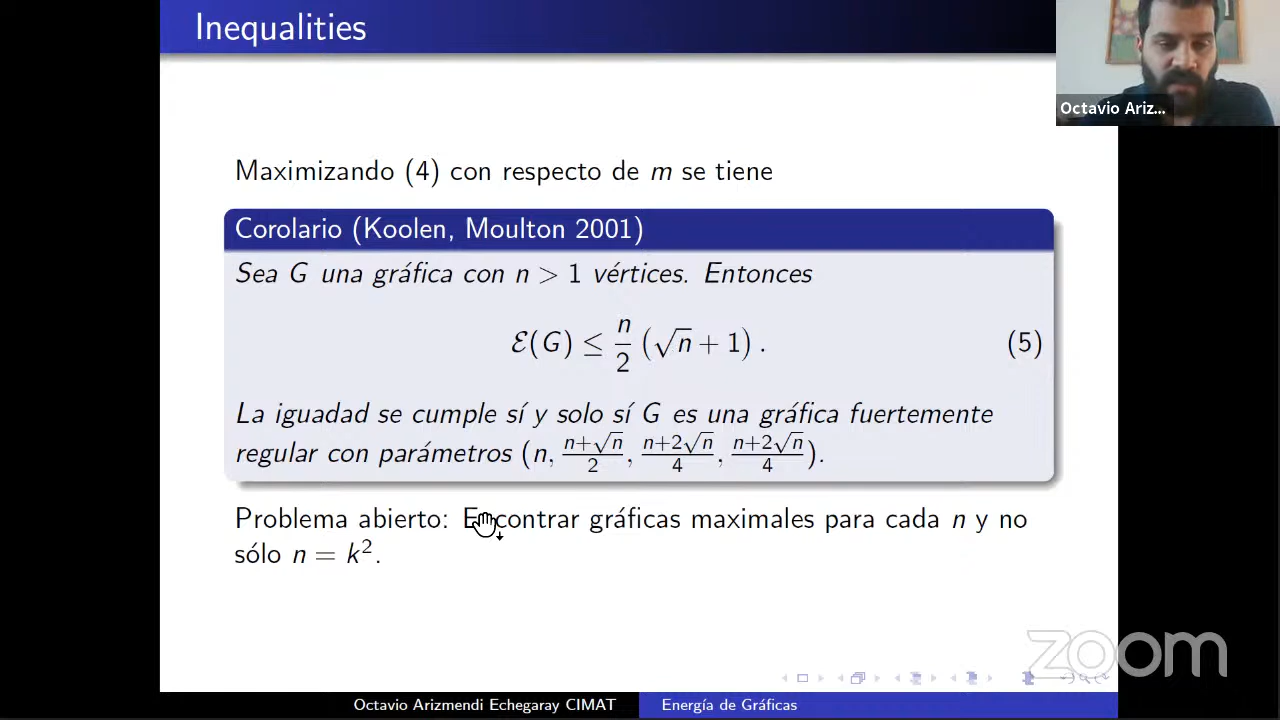 Inequalities
Octavio Ariz...
Maximizando (4) con respecto de m se tiene
Corolario (Koolen, Moulton 2001)
Sea G una gráfica con n > 1 vértices. Entonces
ℰ(G) ≤ n/2 (√n + 1). (5)
La iguadad se cumple sí y solo sí G es una gráfica fuertemente
regular con parámetros (n, n+√n/2, n+2√n/4, n+2√n/4).
Problema abierto: Encontrar gráficas maximales para cada n y no
sólo n = k².
zoom
Octavio Arizmendi Echegaray CIMAT Energía de Gráficas